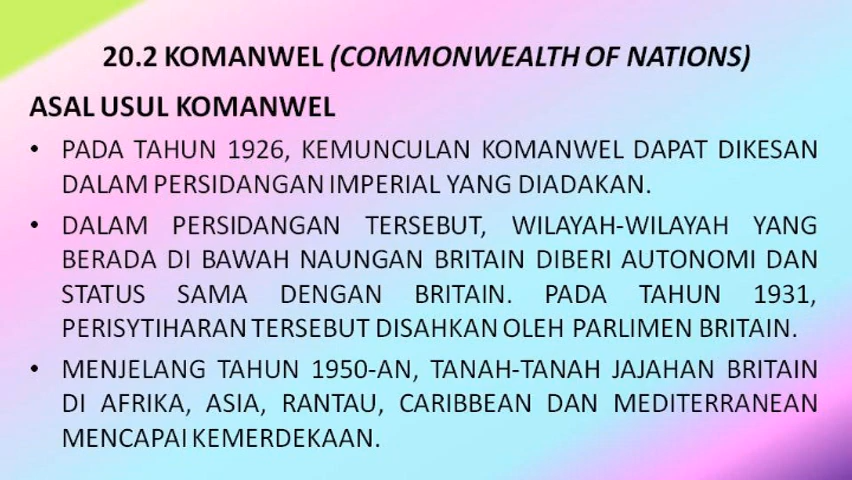 20.2 KOMANWEL (COMMONWEALTH OF NATIONS)
ASAL USUL KOMANWEL
• PADA TAHUN 1926, KEMUNCULAN KOMANWEL DAPAT DIKESAN
DALAM PERSIDANGAN IMPERIAL YANG DIADAKAN.
• DALAM PERSIDANGAN TERSEBUT, WILAYAH-WILAYAH YANG
BERADA DI BAWAH NAUNGAN BRITAIN DIBERI AUTONOMI DAN
STATUS SAMA DENGAN BRITAIN. PADA TAHUN 1931,
PERISYTIHARAN TERSEBUT DISAHKAN OLEH PARLIMEN BRITAIN.
• MENJELANG TAHUN 1950-AN, TANAH-TANAH JAJAHAN BRITAIN
DI AFRIKA, ASIA, RANTAU, CARIBBEAN DAN MEDITERRANEAN
MENCAPAI KEMERDEKAAN.